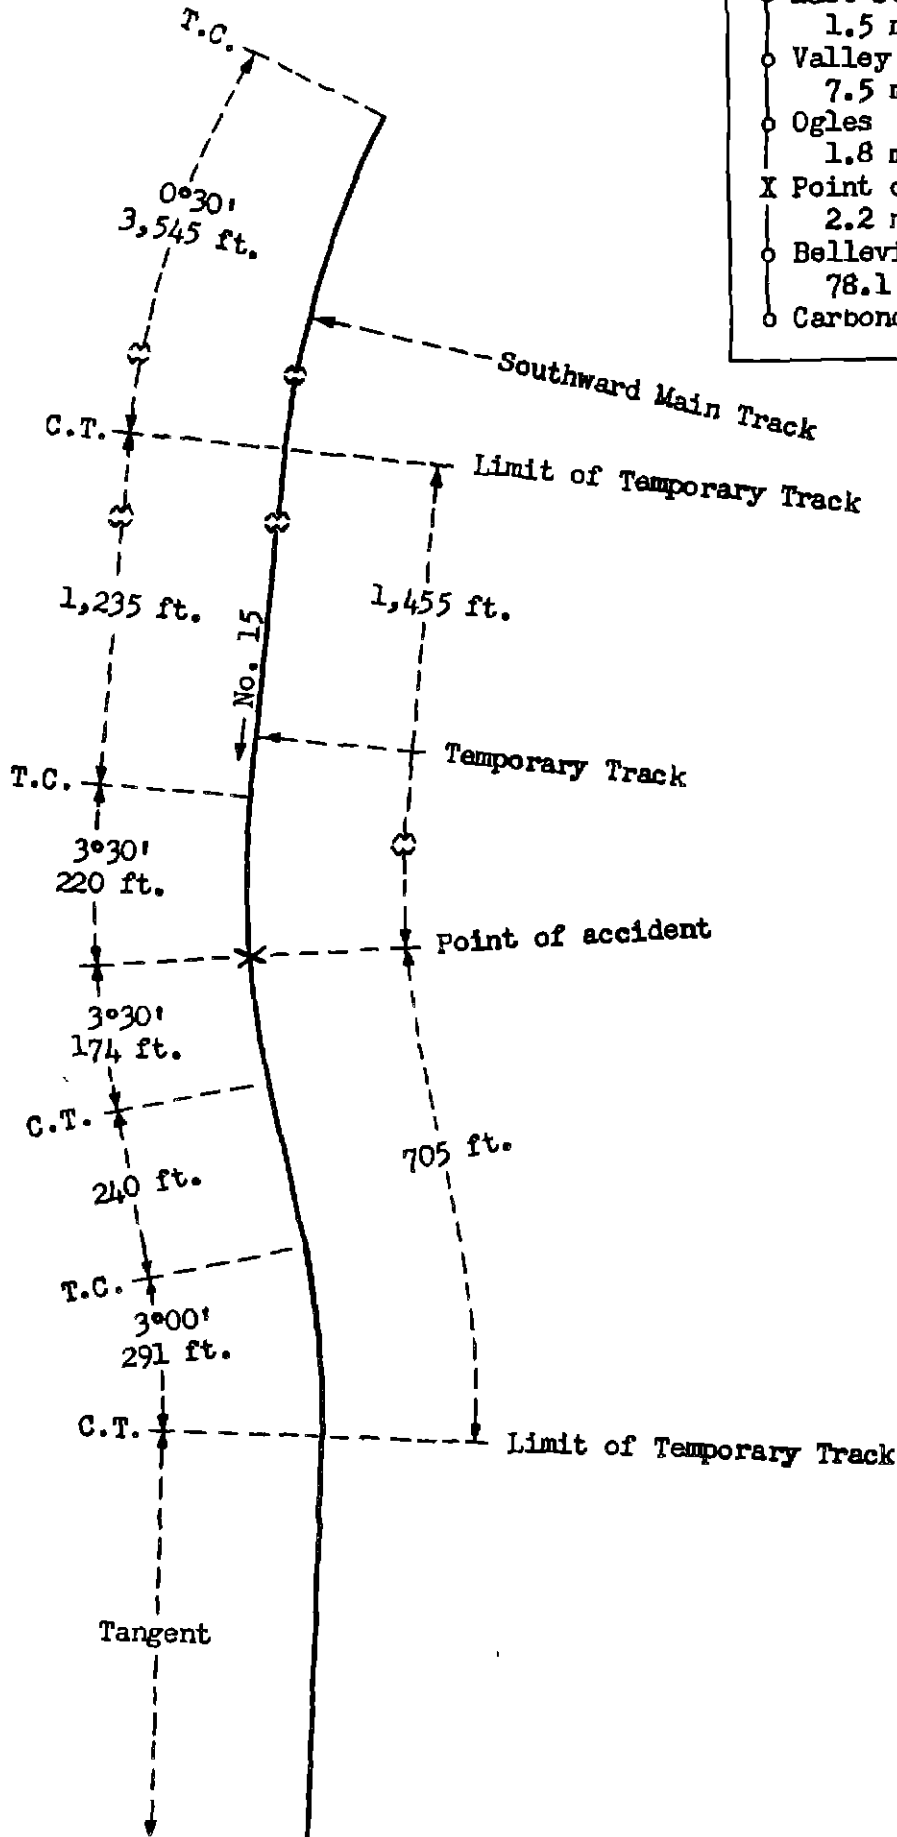 1.5
Valley
7.5
Ogles
1.8
X Point
2.2
78.1
T.C.
0°30'
3,545 ft.
Southward Main Track
C.T.
Limit of Temporary Track
1,235 ft.
1,455 ft.
No. 15
Temporary Track
T.C.
3°30'
220 ft.
Point of accident
3°30'
174 ft.
C.T.
705 ft.
240 ft.
T.C.
3°00'
291 ft.
C.T.
Limit of Temporary Track
Tangent